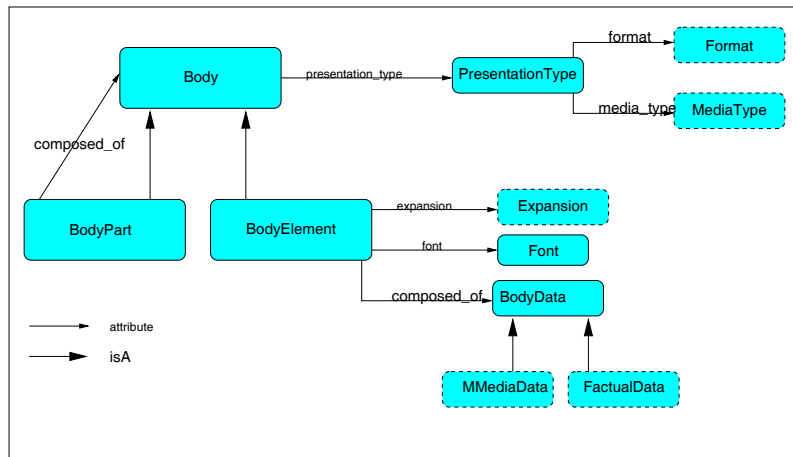 format
Format
Body
presentation_type
PresentationType
media_type
MediaType
composed_of
BodyPart
BodyElement
expansion
Expansion
font
Font
composed_of
BodyData
attribute
isA
MMediaData
FactualData